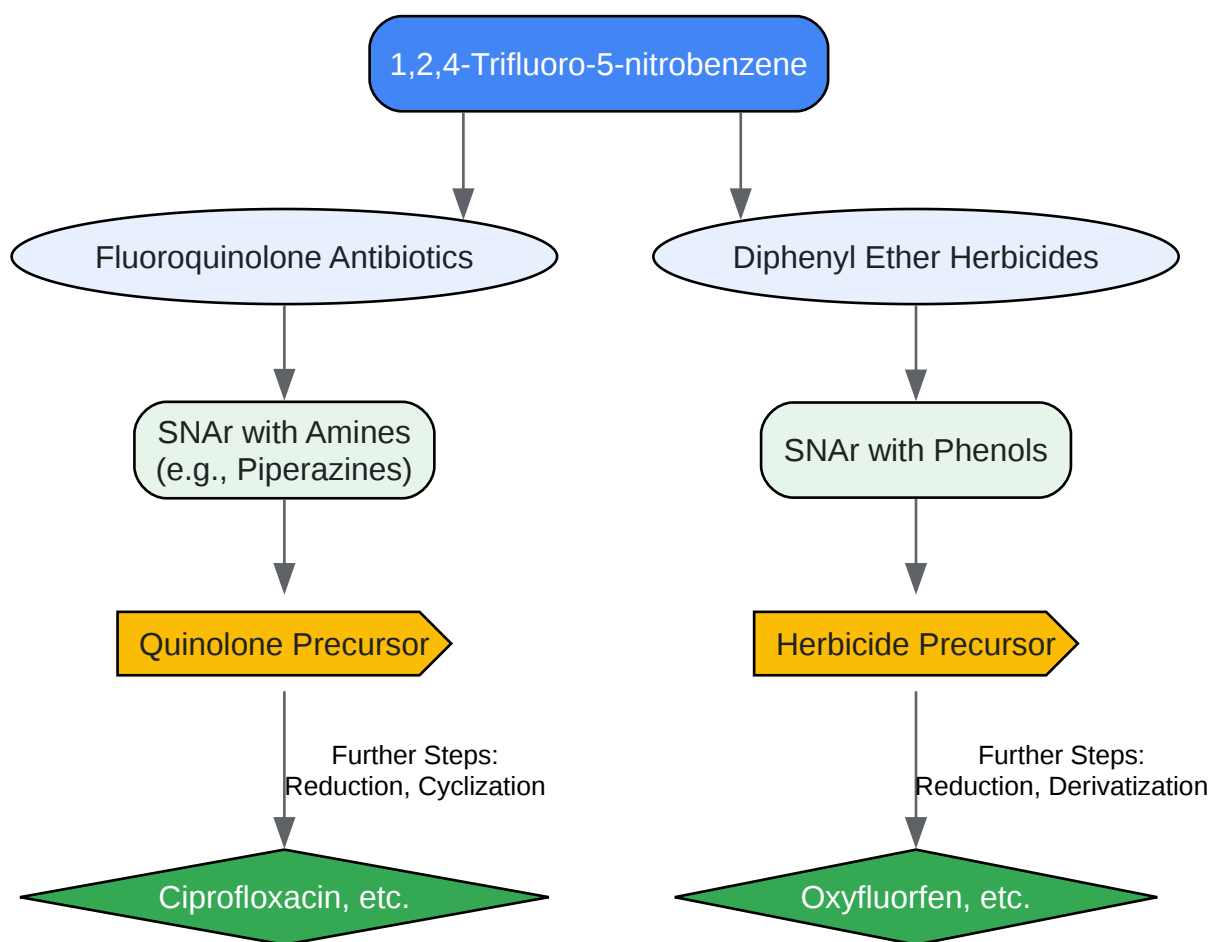 1,2,4-Trifluoro-5-nitrobenzene
Fluoroquinolone Antibiotics
Diphenyl Ether Herbicides
SNAr with Amines
(e.g., Piperazines)
SNAr with Phenols
Quinolone Precursor
Herbicide Precursor
Further Steps:
Reduction, Cyclization
Further Steps:
Reduction, Derivatization
Ciprofloxacin, etc.
Oxyfluorfen, etc.